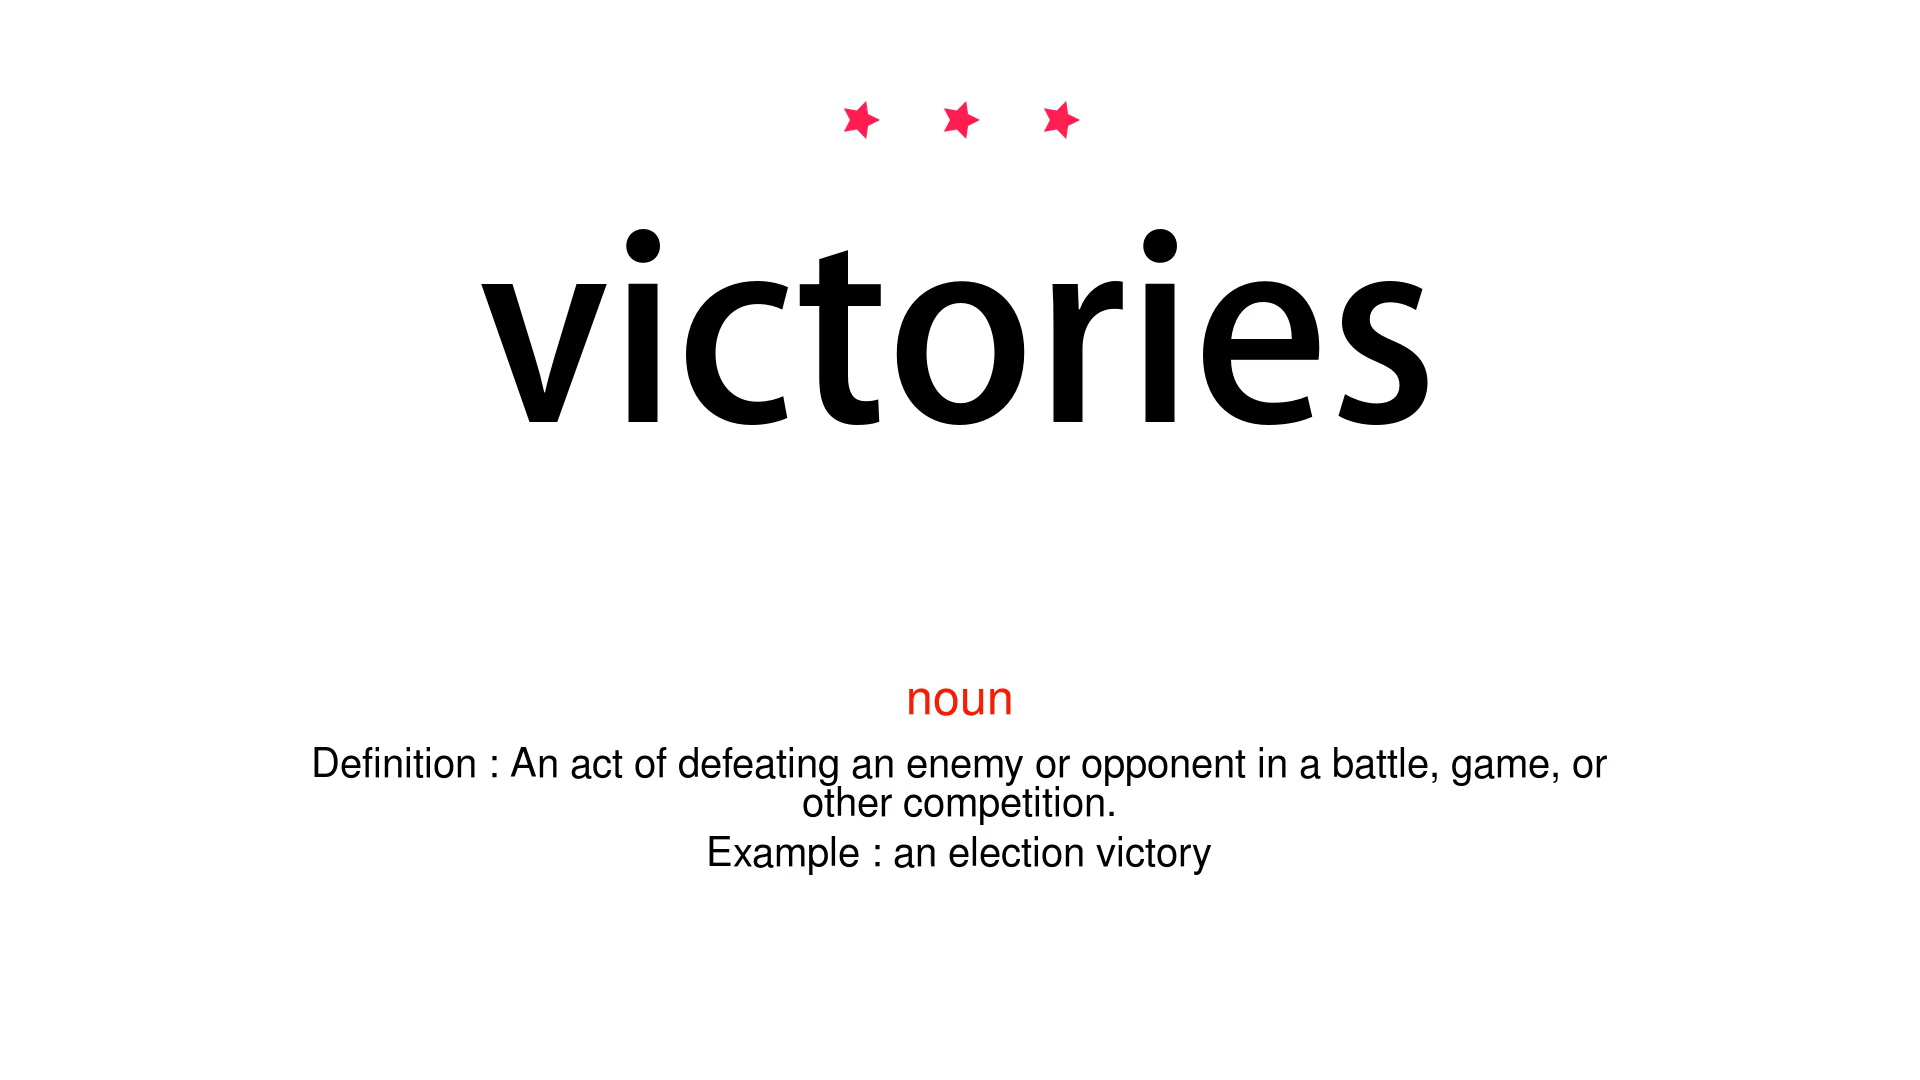 victories
noun
Definition : An act of defeating an enemy or opponent in a battle, game, or
other competition.
Example : an election victory